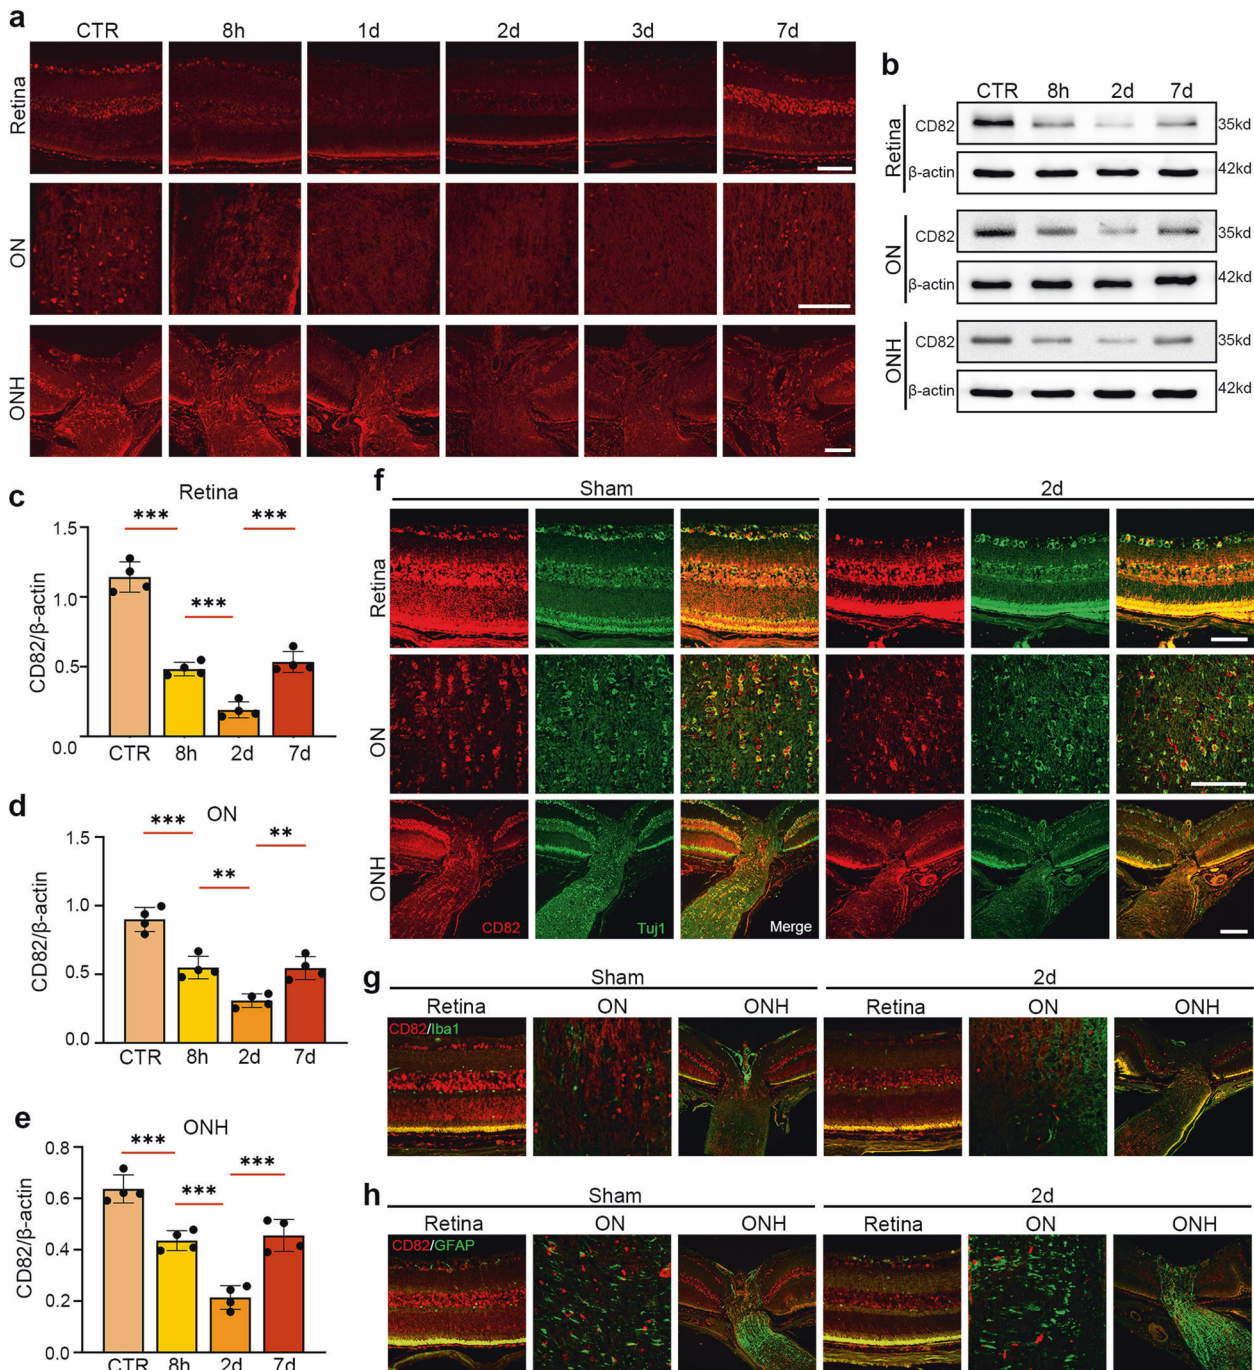 a
CTR 8h 1d 2d 3d 7d
Retina
ON
ONH
b
CTR 8h 2d 7d
Retina
CD82 35kd
β-actin 42kd
ON
CD82 35kd
β-actin 42kd
ONH
CD82 35kd
β-actin 42kd
c
Retina
CD82/β-actin
1.5
1.0
0.5
0.0
*** *** ***
CTR 8h 2d 7d
d
ON
CD82/β-actin
1.5
1.0
0.5
0.0
*** ** **
CTR 8h 2d 7d
e
ONH
CD82/β-actin
0.8
0.6
0.4
0.2
0.0
*** *** ***
CTR 8h 2d 7d
f
Sham 2d
Retina
ON
ONH
CD82 Tuj1 Merge
g
Sham 2d
Retina ON ONH Retina ON ONH
CD82/Iba1
h
Sham 2d
Retina ON ONH Retina ON ONH
CD82/GFAP